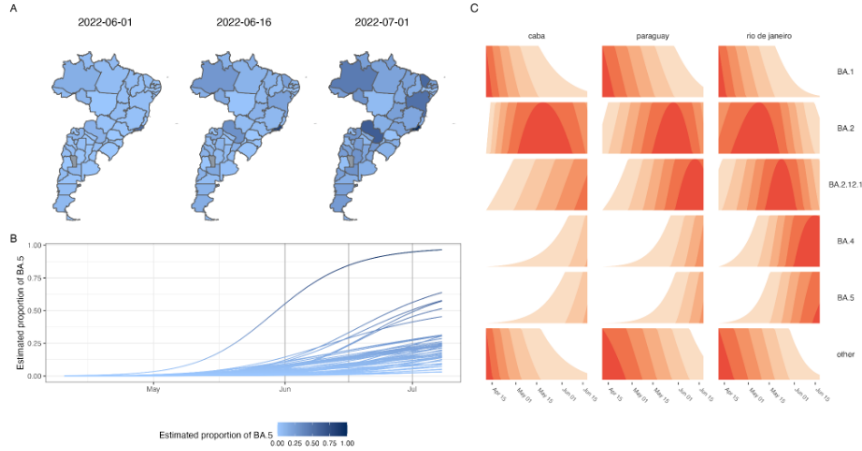 A
2022-06-01 2022-06-16 2022-07-01
B
Estimated proportion of BA.5
1.00
0.75
0.50
0.25
0.00
May Jun Jul
Estimated proportion of BA.5
0.00 0.25 0.50 0.75 1.00
C
caba paraguay rio de janeiro
BA.1
BA.2
BA.2.12.1
BA.4
BA.5
other
Apr 15 May 01 May 15 Jun 01 Jun 15 Apr 15 May 01 May 15 Jun 01 Jun 15 Apr 15 May 01 May 15 Jun 01 Jun 15